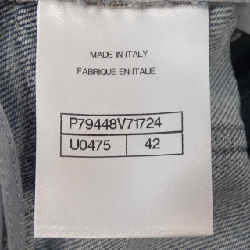 MADE IN ITALY
FABRIQUE EN ITALIE
P79448V71724
U0475 42